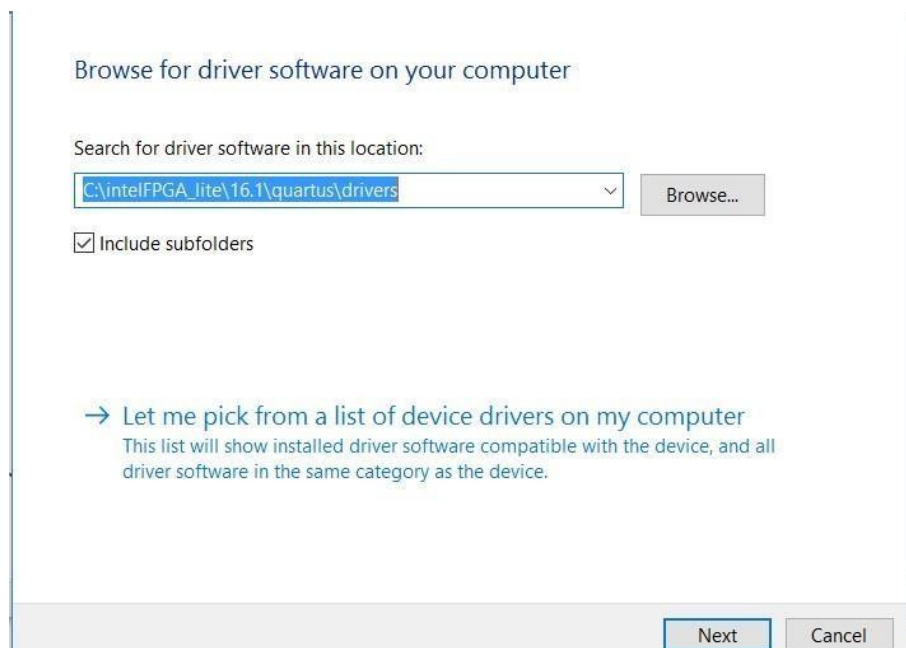 Browse for driver software on your computer
Search for driver software in this location:
C:\intelFPGA_lite\16.1\quartus\drivers
Browse...
Include subfolders
Let me pick from a list of device drivers on my computer
This list will show installed driver software compatible with the device, and all
driver software in the same category as the device.
Next
Cancel